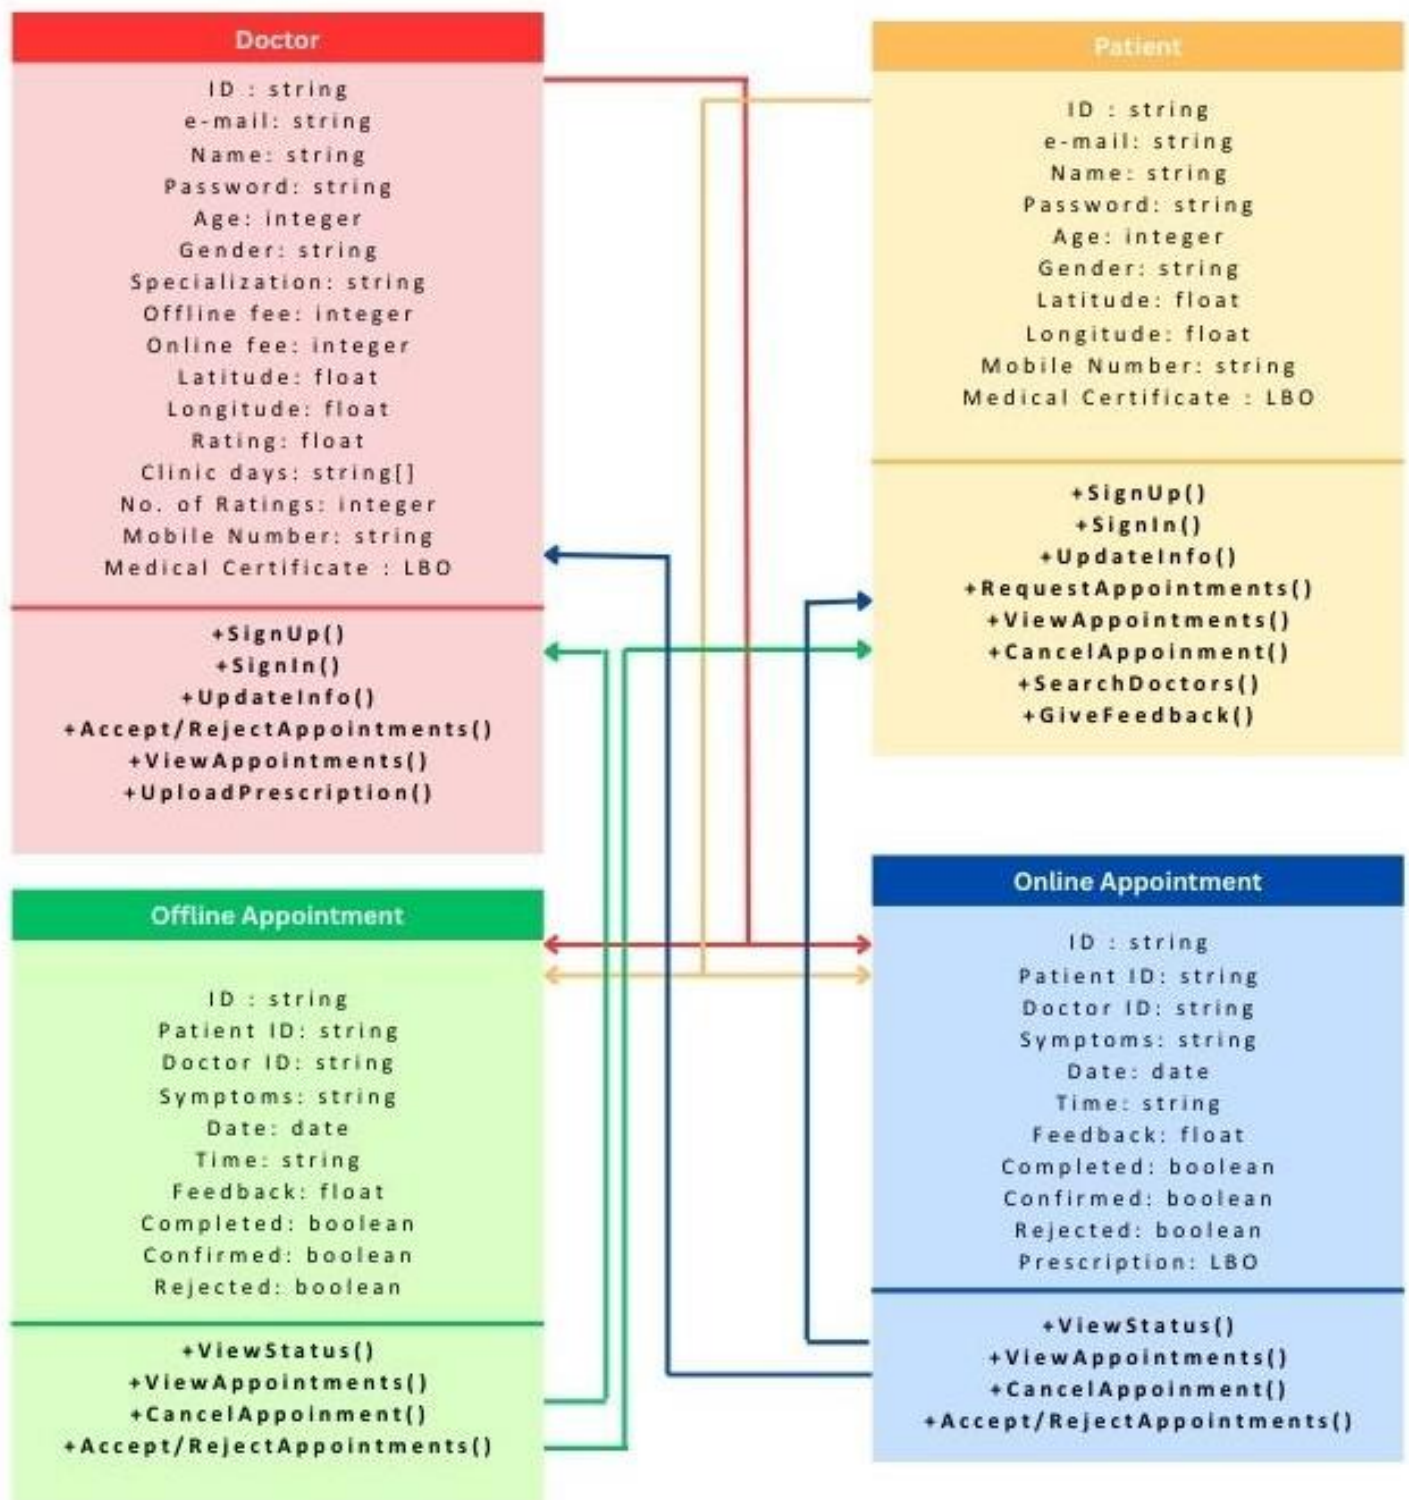 Doctor
ID : string
e-mail: string
Name: string
Password: string
Age: integer
Gender: string
Specialization: string
Offline fee: integer
Online fee: integer
Latitude: float
Longitude: float
Rating: float
Clinic days: string[]
No. of Ratings: integer
Mobile Number: string
Medical Certificate : LBO
+SignUp()
+SignIn()
+UpdateInfo()
+Accept/RejectAppointments()
+ViewAppointments()
+UploadPrescription()
Patient
ID : string
e-mail: string
Name: string
Password: string
Age: integer
Gender: string
Latitude: float
Longitude: float
Mobile Number: string
Medical Certificate : LBO
+SignUp()
+SignIn()
+UpdateInfo()
+RequestAppointments()
+ViewAppointments()
+CancelAppoinment()
+SearchDoctors()
+GiveFeedback()
Offline Appointment
ID : string
Patient ID: string
Doctor ID: string
Symptoms: string
Date: date
Time: string
Feedback: float
Completed: boolean
Confirmed: boolean
Rejected: boolean
+ViewStatus()
+ViewAppointments()
+CancelAppoinment()
+Accept/RejectAppointments()
Online Appointment
ID : string
Patient ID: string
Doctor ID: string
Symptoms: string
Date: date
Time: string
Feedback: float
Completed: boolean
Confirmed: boolean
Rejected: boolean
Prescription: LBO
+ViewStatus()
+ViewAppointments()
+CancelAppoinment()
+Accept/RejectAppointments()